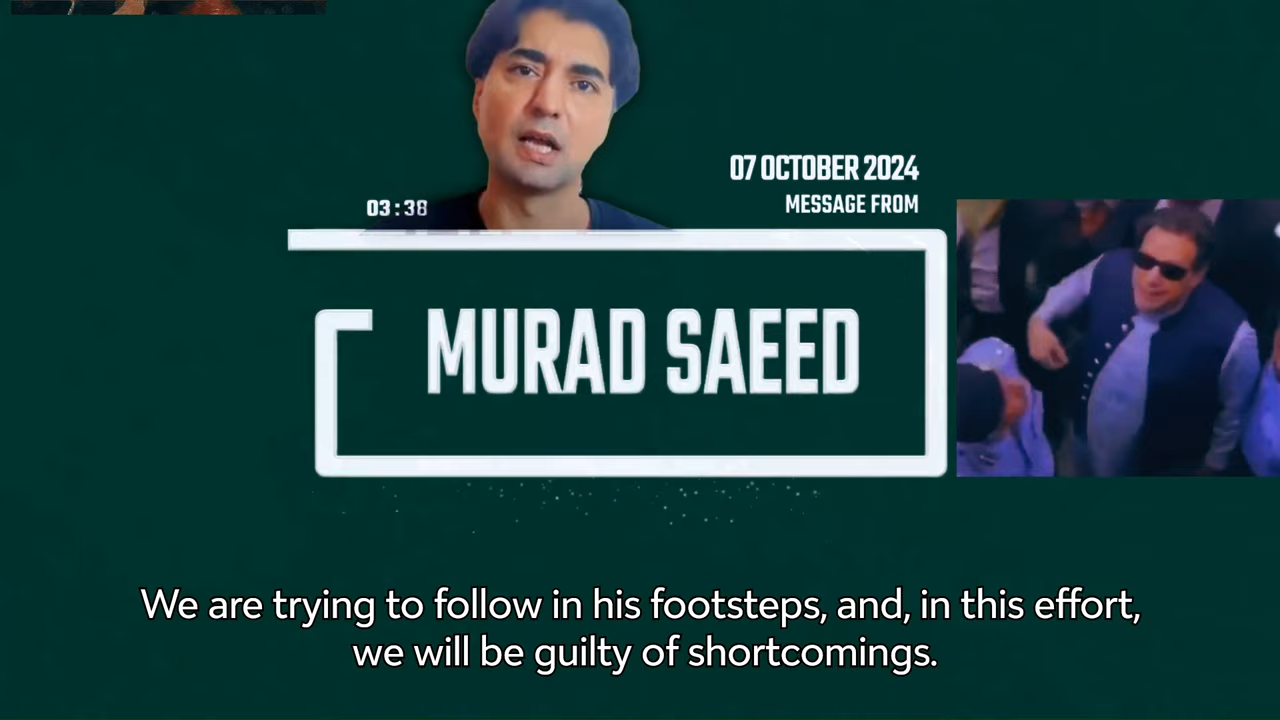 07 OCTOBER 2024
MESSAGE FROM
03:38
MURAD SAEED
We are trying to follow in his footsteps, and, in this effort,
we will be guilty of shortcomings.